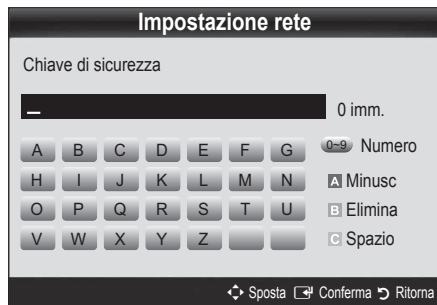 Impostazione rete
Chiave di sicurezza
_ 0 imm.
A B C D E F G 0~9 Numero
H I J K L M N A Minusc
O P Q R S T U B Elimina
V W X Y Z C Spazio
Sposta Conferma Ritorna